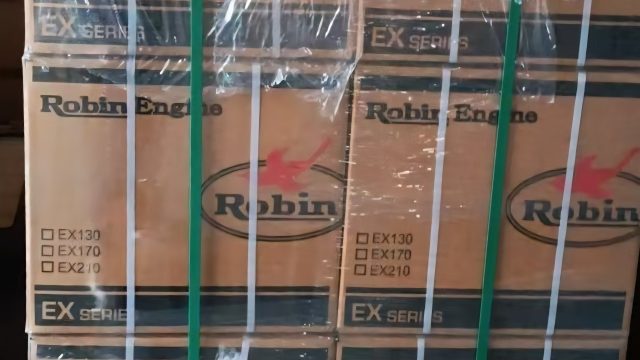 EX SERIES
EX SERIES
Robin Engine
Robin
EX130
EX170
EX210
EX SERIE
Robin Engine
Robin
EX130
EX170
EX210
EX SERIES